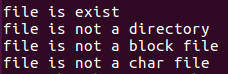 file is exist
file is not a directory
file is not a block file
file is not a char file